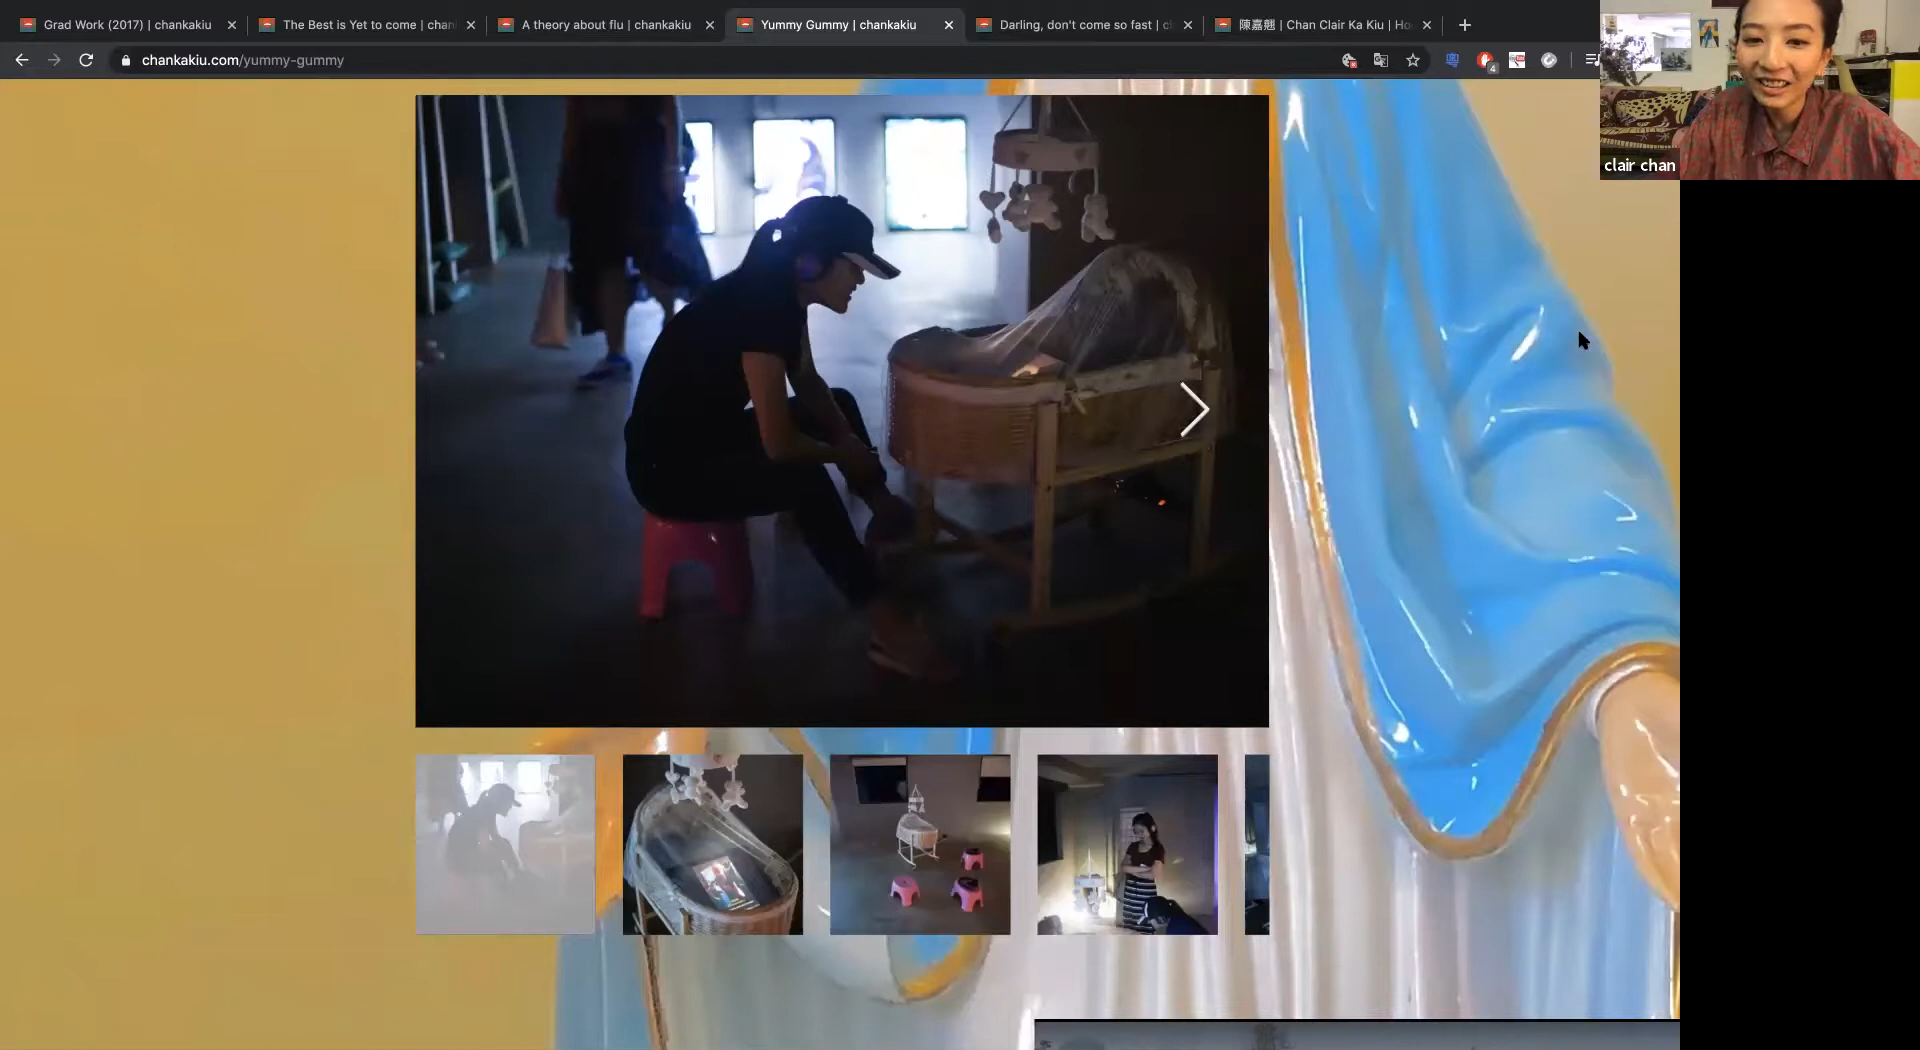 Grad Work (2017) | chankakiu
The Best is Yet to come | chan
A theory about flu | chankakiu
Yummy Gummy | chankakiu
Darling, don't come so fast | c
陳嘉翹 | Chan Clair Ka Kiu | Ho
chankakiu.com/yummy-gummy
4
clair chan